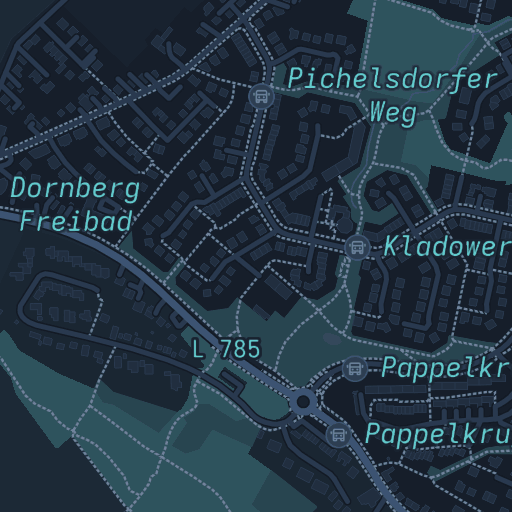 Pichelsdorfer
Weg
Dornberg
Freibad
Kladower
L 785
Pappelkr
Pappelkru